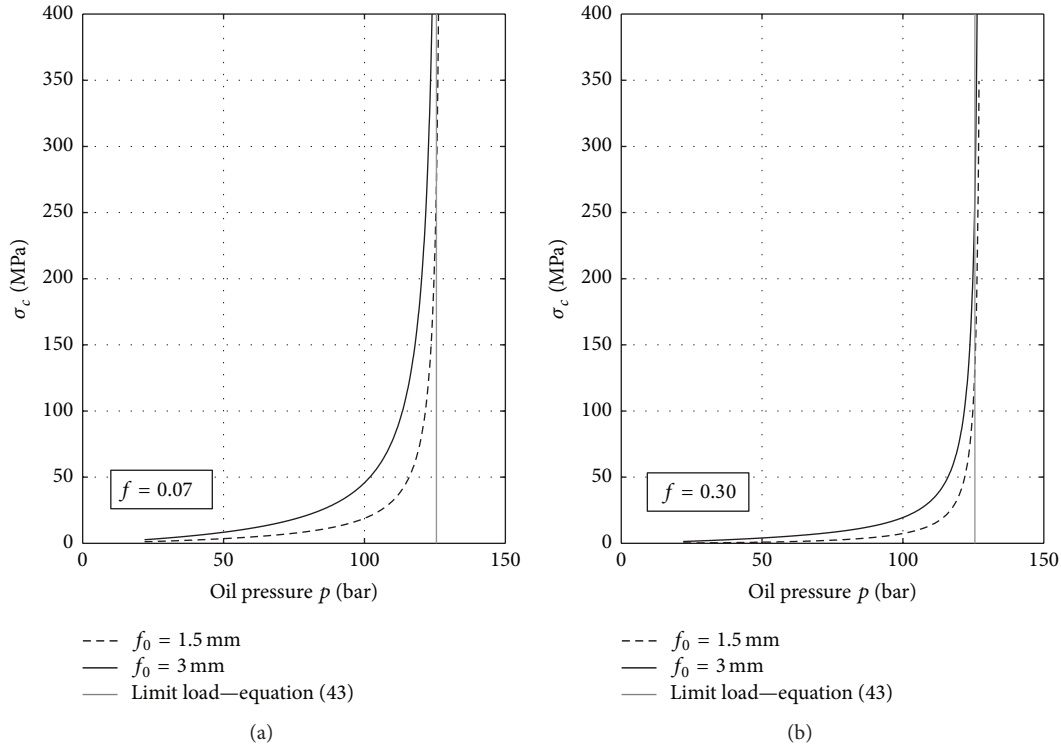 400
350
300
250
200
150
100
50
0
σc (MPa)
f = 0.07
0 50 100 150
Oil pressure p (bar)
f0 = 1.5 mm
f0 = 3 mm
Limit load—equation (43)
(a)
400
350
300
250
200
150
100
50
0
σc (MPa)
f = 0.30
0 50 100 150
Oil pressure p (bar)
f0 = 1.5 mm
f0 = 3 mm
Limit load—equation (43)
(b)